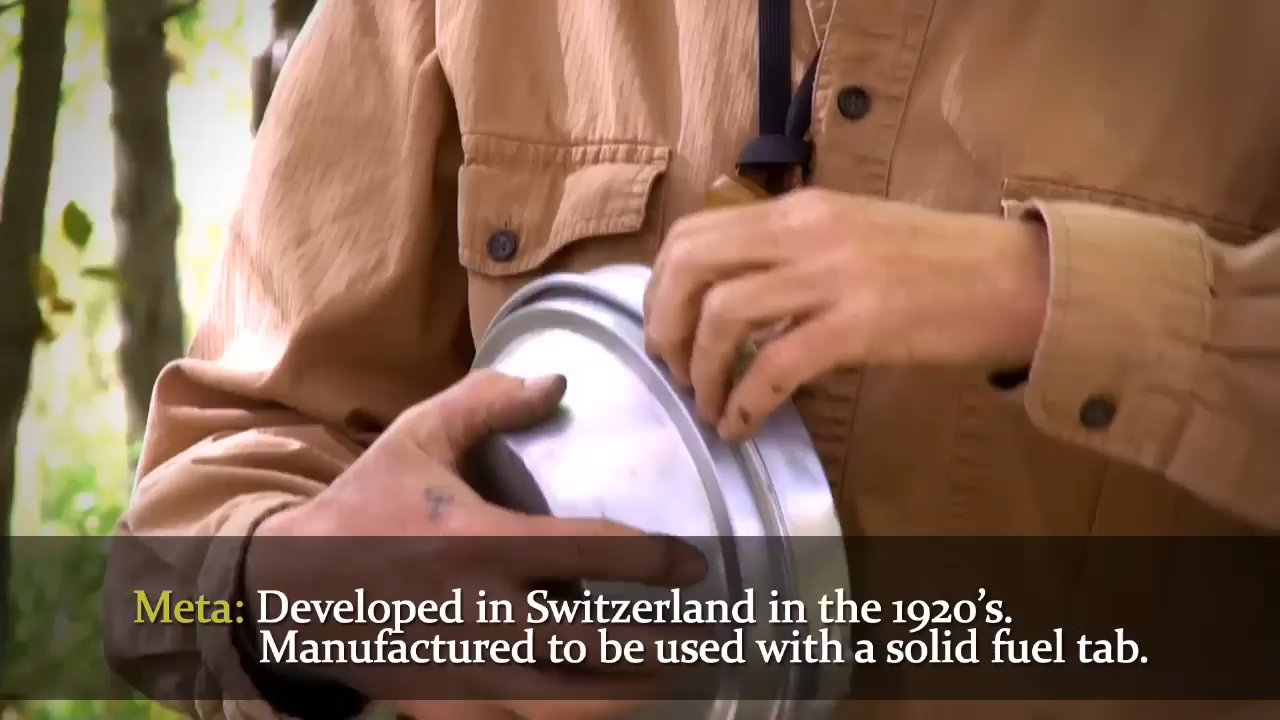 Meta: Developed in Switzerland in the 1920’s.
Manufactured to be used with a solid fuel tab.